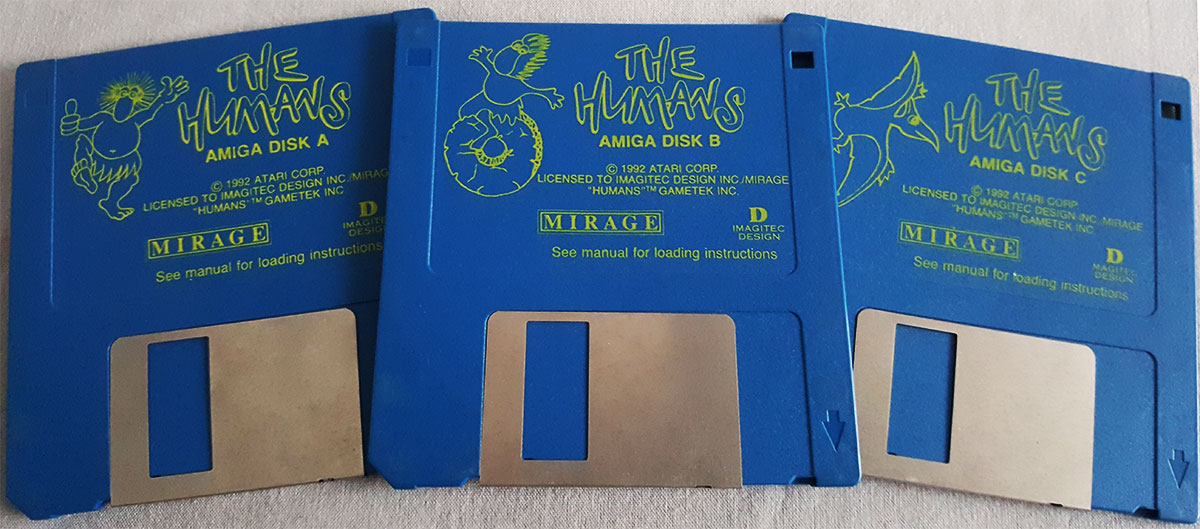 THE
HUMANS
AMIGA DISK A
© 1992 ATARI CORP.
LICENSED TO IMAGITEC DESIGN INC./MIRAGE
"HUMANS"™ GAMETEK INC
MIRAGE
D
IMAGITEC
DESIGN
See manual for loading instructions
THE
HUMANS
AMIGA DISK B
© 1992 ATARI CORP.
LICENSED TO IMAGITEC DESIGN INC./MIRAGE
"HUMANS"™ GAMETEK INC.
MIRAGE
D
IMAGITEC
DESIGN
See manual for loading instructions
THE
HUMANS
AMIGA DISK C
© 1992 ATARI CORP
LICENSED TO IMAGITEC DESIGN INC./MIRAGE
"HUMANS"™ GAMETEK INC
MIRAGE
D
MAGITEC
DESIGN
See manual for loading instructions